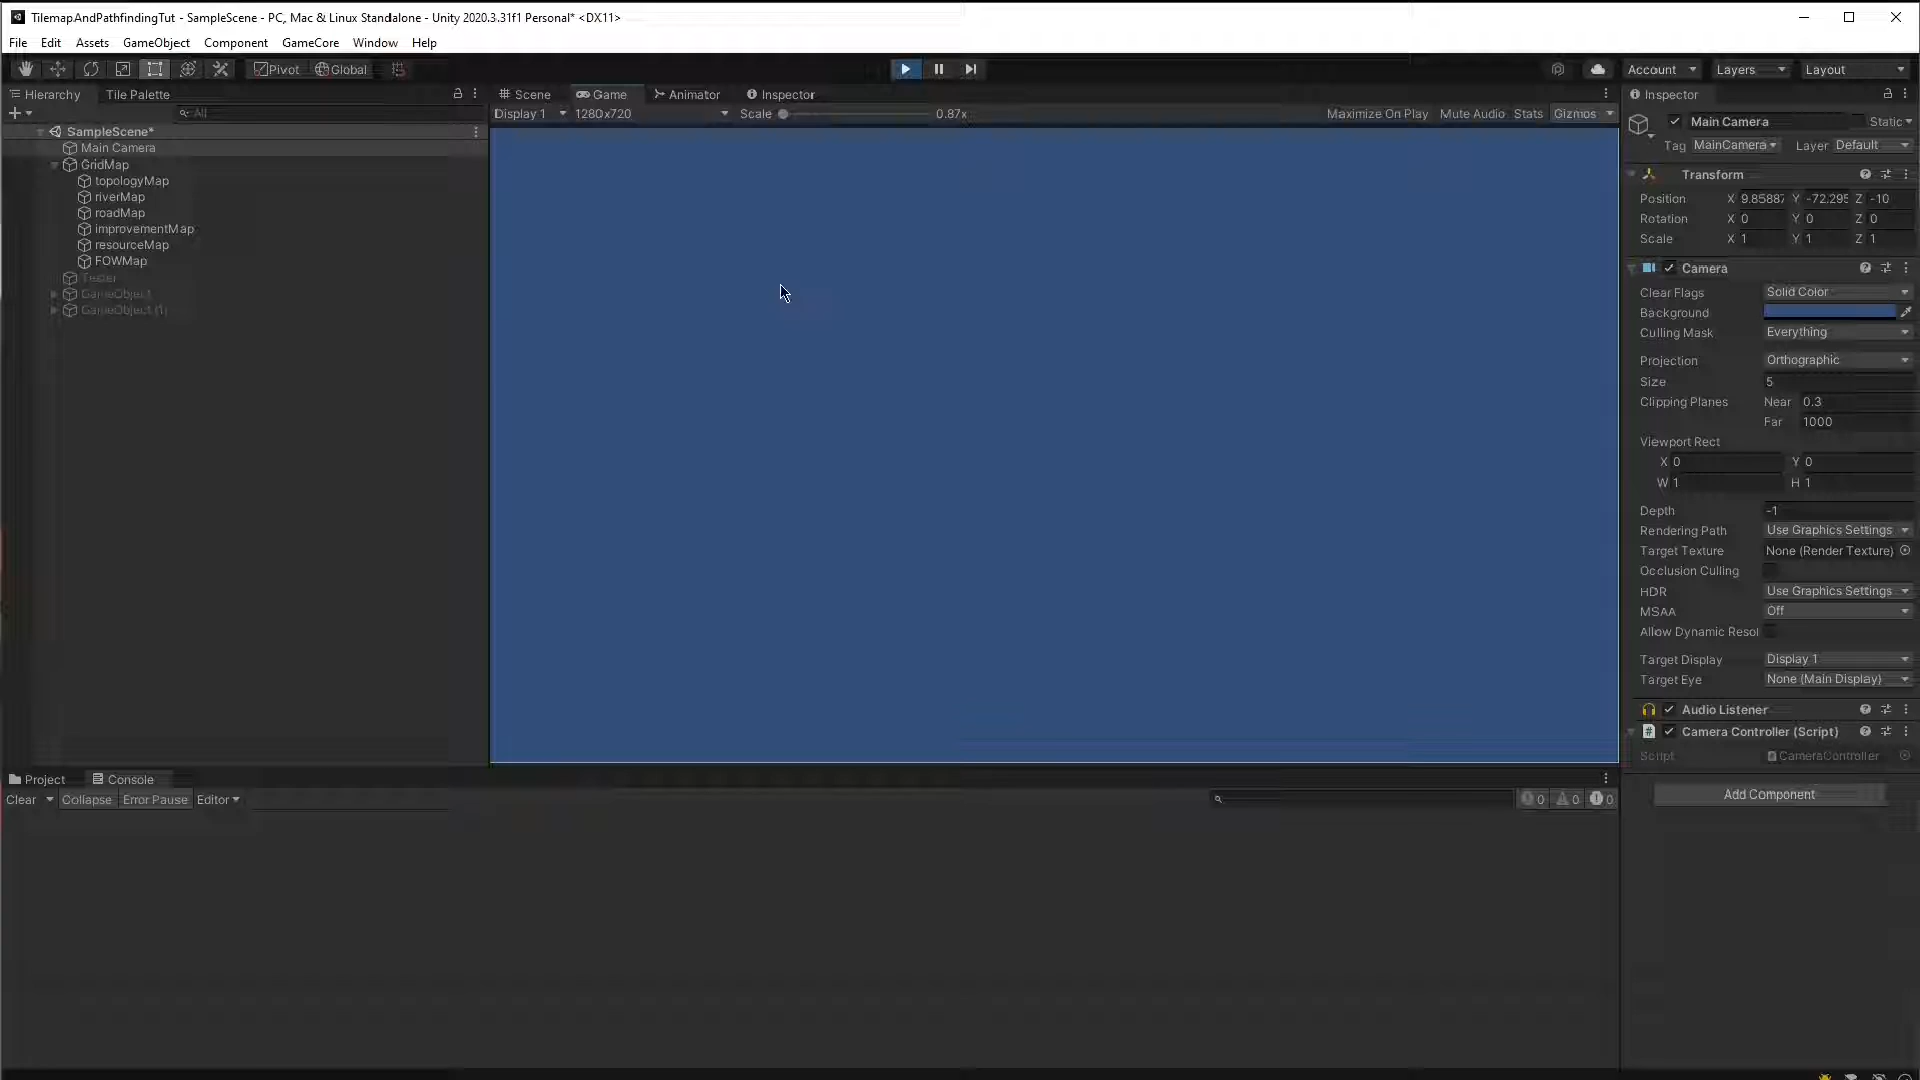 TilemapAndPathfindingTut - SampleScene - PC, Mac & Linux Standalone - Unity 2020.3.31f1 Personal* <DX11>
File Edit Assets GameObject Component GameCore Window Help
Pivot Global Account Layers Layout
Hierarchy Tile Palette
All
SampleScene*
Main Camera
GridMap
topologyMap
riverMap
roadMap
improvementMap
resourceMap
FOWMap
Tester
GameObject
GameObject (1)
Scene Game Animator Inspector
Display 1 1280x720 Scale 0.87x Maximize On Play Mute Audio Stats Gizmos
Inspector
Main Camera Static
Tag MainCamera Layer Default
Transform
Position X 9.85887 Y -72.295 Z -10
Rotation X 0 Y 0 Z 0
Scale X 1 Y 1 Z 1
Camera
Clear Flags Solid Color
Background
Culling Mask Everything
Projection Orthographic
Size 5
Clipping Planes Near 0.3
Far 1000
Viewport Rect
X 0 Y 0
W 1 H 1
Depth -1
Rendering Path Use Graphics Settings
Target Texture None (Render Texture)
Occlusion Culling
HDR Use Graphics Settings
MSAA Off
Allow Dynamic Resol
Target Display Display 1
Target Eye None (Main Display)
Audio Listener
Camera Controller (Script)
Script CameraController
Add Component
Project Console
Clear Collapse Error Pause Editor 0 0 0